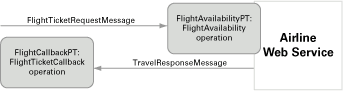 FlightTicketRequestMessage
FlightAvailabilityPT:
FlightAvailability
operation
Airline
Web Service
FlightCallbackPT:
FlightTicketCallback
operation
TravelResponseMessage